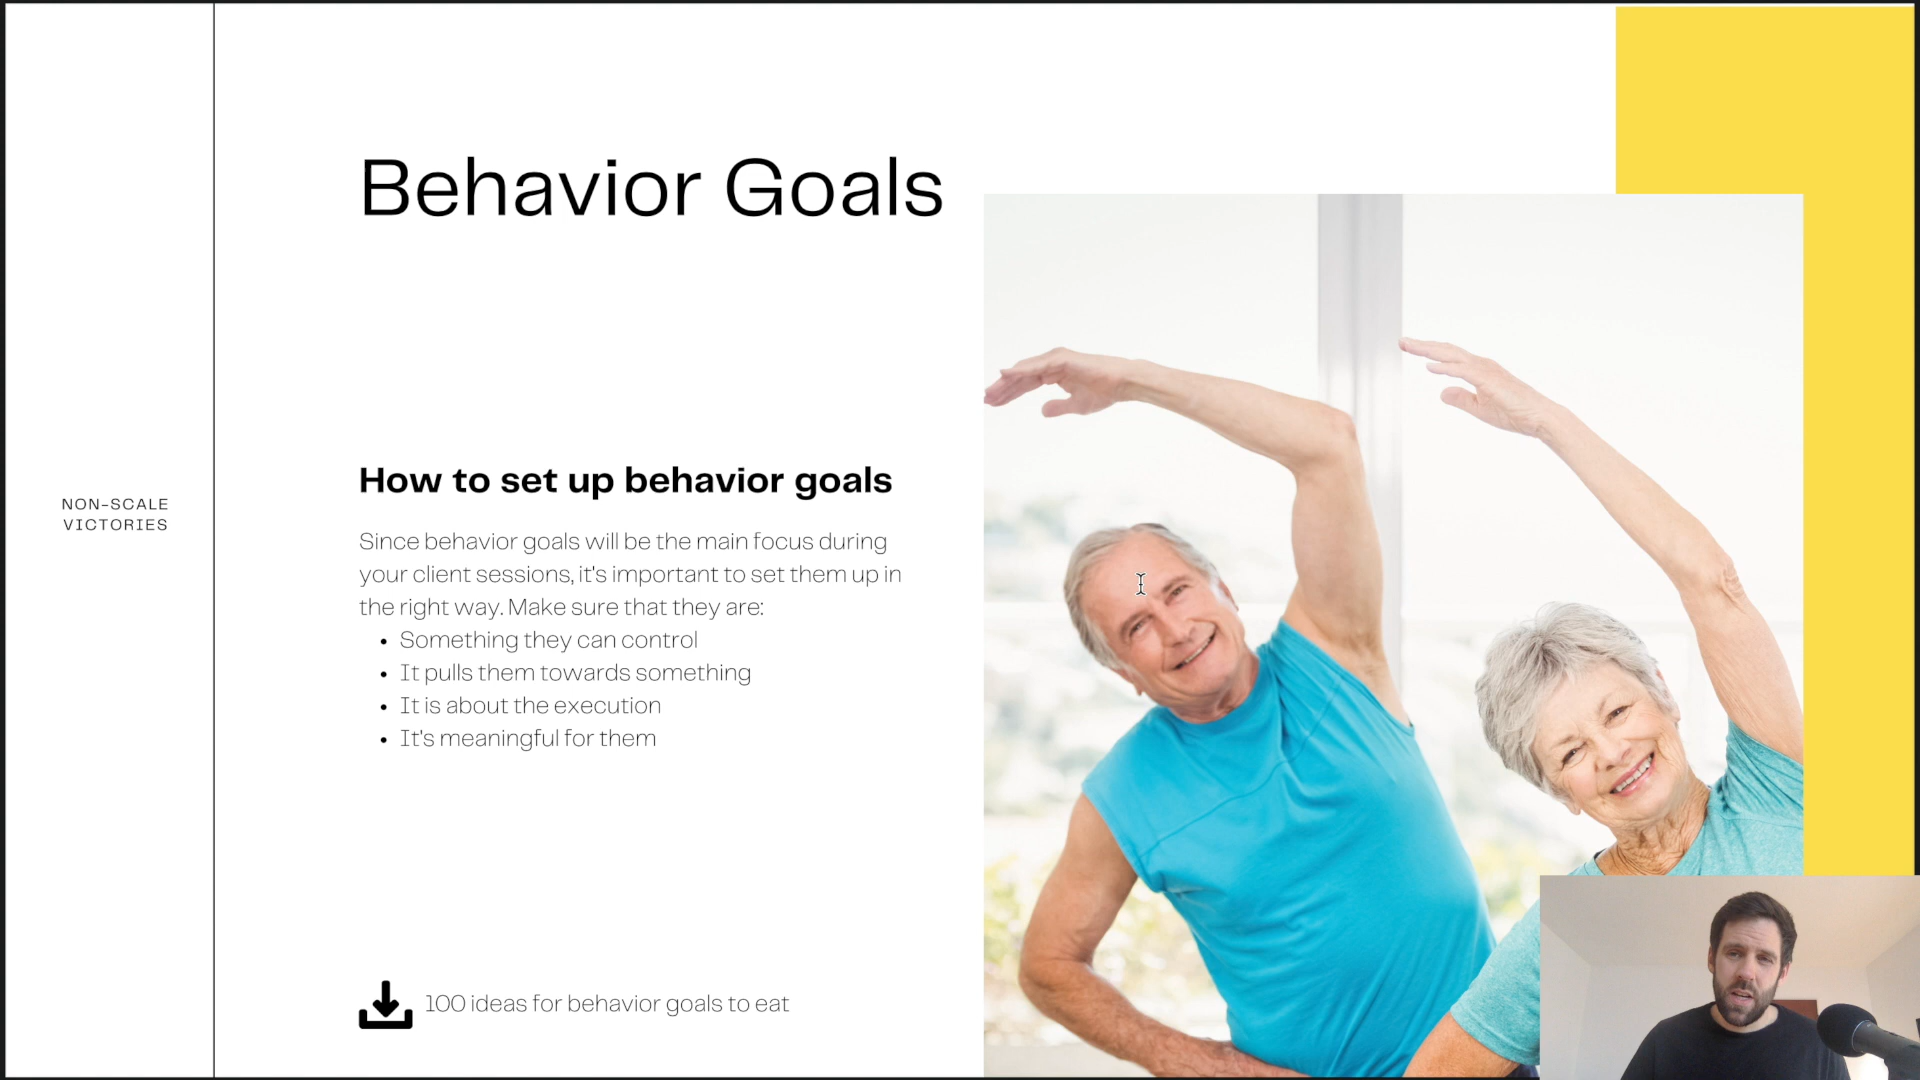 Behavior Goals
NON-SCALE
VICTORIES
How to set up behavior goals
Since behavior goals will be the main focus during
your client sessions, it's important to set them up in
the right way. Make sure that they are:
• Something they can control
• It pulls them towards something
• It is about the execution
• It's meaningful for them
100 ideas for behavior goals to eat